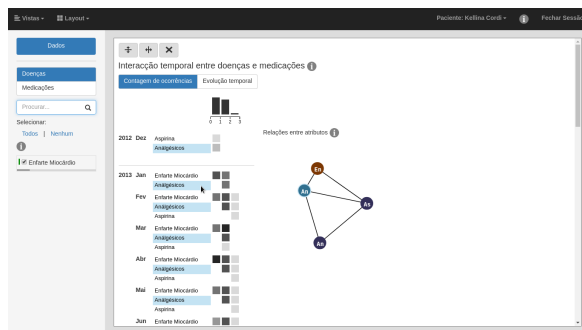 Vistas
Layout
Paciente: Kellina Cordi
Fechar Sessã
Dados
Doenças
Medicações
Procurar...
Selecionar:
Todos | Nenhum
Enfarte Miocárdio
Interacção temporal entre doenças e medicações
Contagem de ocorrências
Evolução temporal
0 1 2 3
Relações entre atributos
2012 Dez Aspirina
Analgésicos
2013 Jan Enfarte Miocárdio
Analgésicos
Fev Enfarte Miocárdio
Analgésicos
Aspirina
Mar Enfarte Miocárdio
Analgésicos
Aspirina
Abr Enfarte Miocárdio
Analgésicos
Aspirina
Mai Enfarte Miocárdio
Analgésicos
Aspirina
Jun Enfarte Miocárdio
En
An
As
An